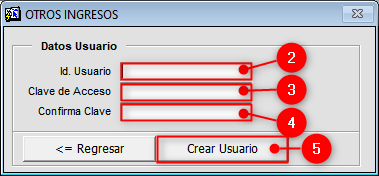 OTROS INGRESOS
Datos Usuario
Id. Usuario 2
Clave de Acceso 3
Confirma Clave 4
<= Regresar Crear Usuario 5